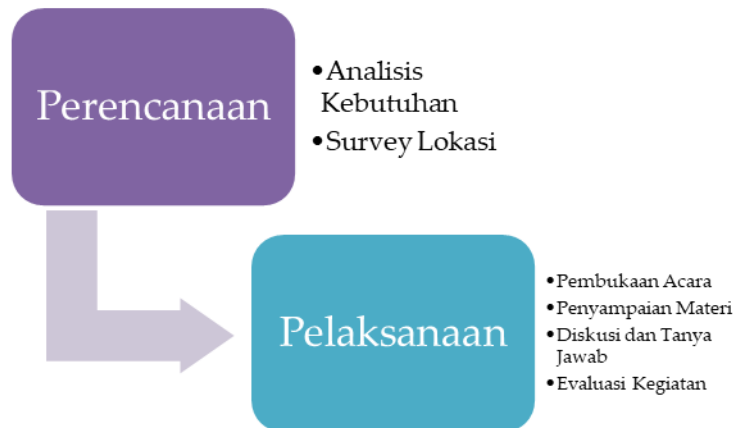 Perencanaan
•Analisis
Kebutuhan
•Survey Lokasi
Pelaksanaan
•Pembukaan Acara
•Penyampaian Materi
•Diskusi dan Tanya
Jawab
•Evaluasi Kegiatan